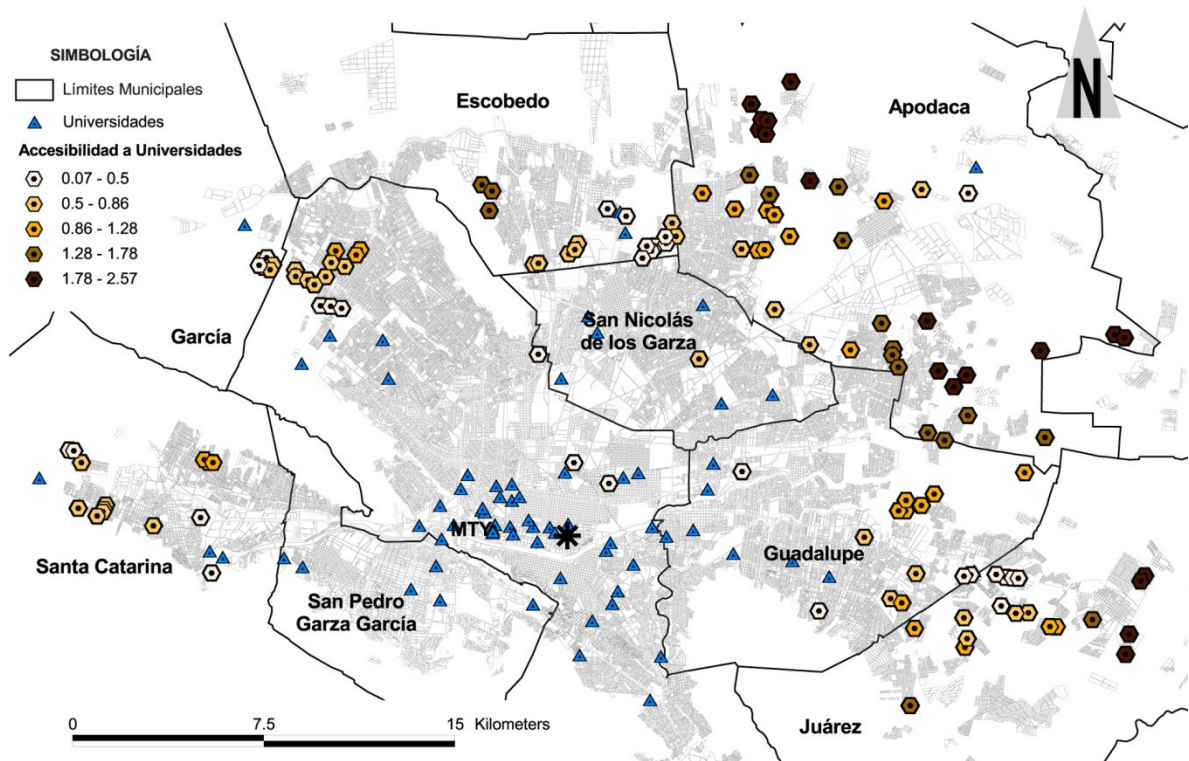 SIMBOLOGÍA
Límites Municipales
Universidades
Accesibilidad a Universidades
0.07 - 0.5
0.5 - 0.86
0.86 - 1.28
1.28 - 1.78
1.78 - 2.57
N
Escobedo
Apodaca
García
San Nicolás
de los Garza
MTY
Santa Catarina
Guadalupe
San Pedro
Garza García
Juárez
0 7.5 15 Kilometers